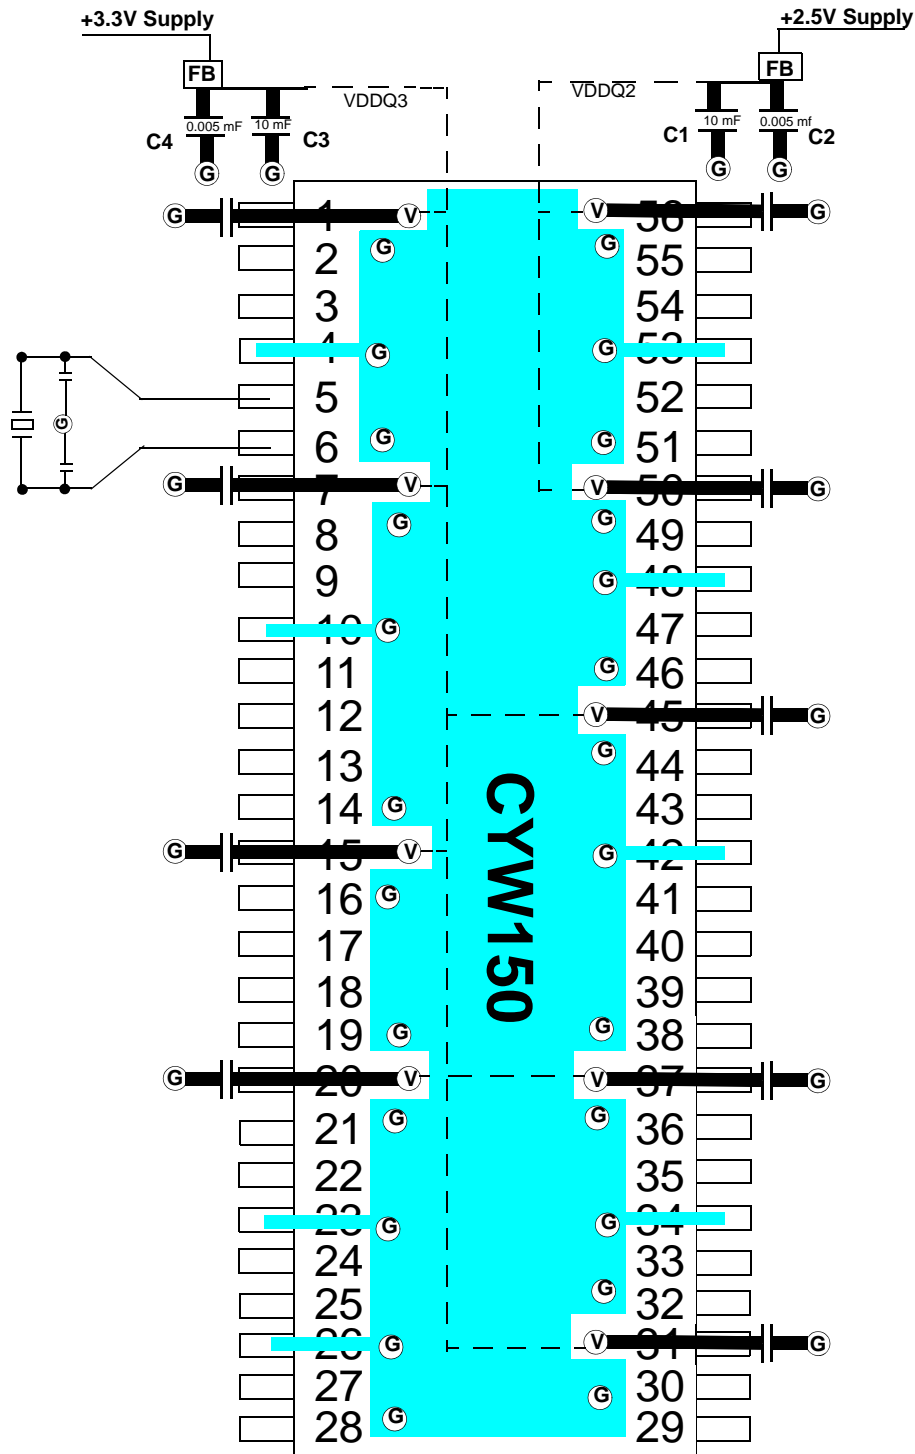 +3.3V Supply
+2.5V Supply
FB
FB
VDDQ3
VDDQ2
0.005 mF
10 mF
10 mF
0.005 mf
C4
C3
C1
C2
G
G
G
G
G
1
V
V
56
G
2
G
G
55
3
54
4
G
G
53
5
52
G
6
G
G
51
G
7
V
V
50
G
8
G
G
49
9
G
48
10
G
47
11
G
46
12
V
45
G
13
G
44
14
G
43
G
15
V
G
42
16
G
41
17
40
18
39
19
G
G
38
G
20
V
V
37
G
21
G
G
36
22
35
23
G
G
34
24
33
25
G
32
26
G
V
31
G
27
G
30
28
G
29
CYW150